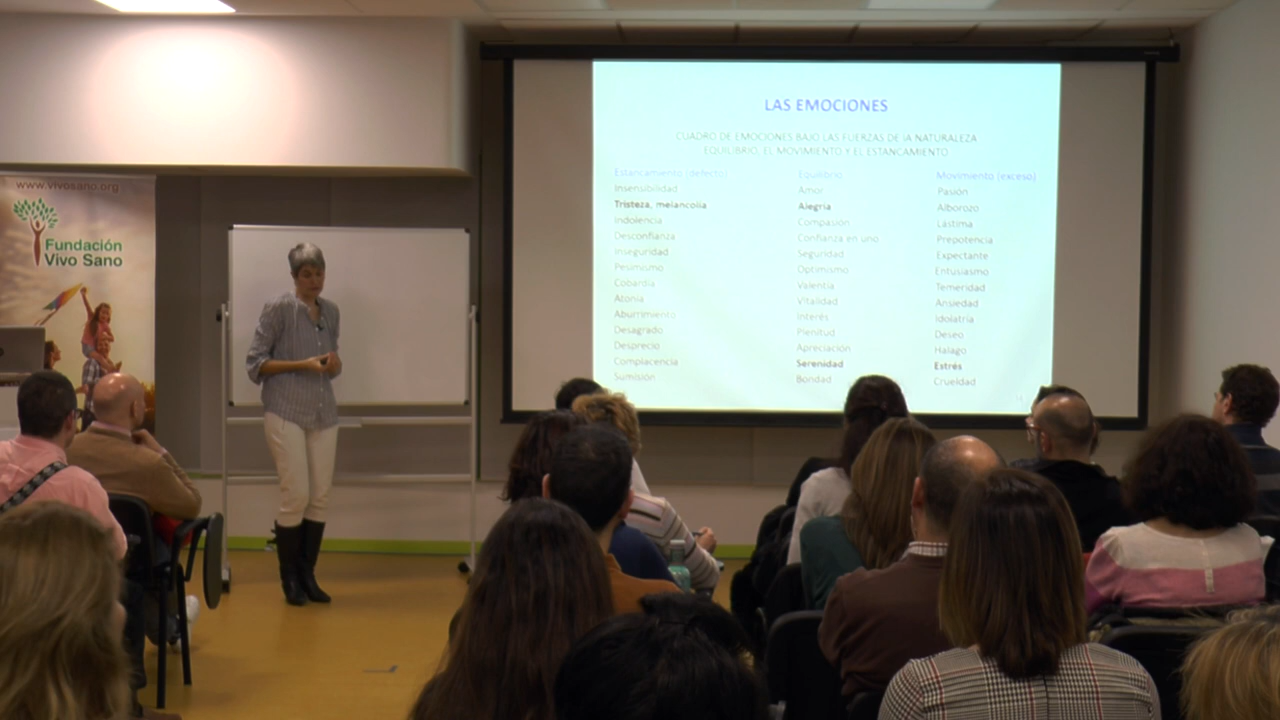 www.vivosano.org
Fundación
Vivo Sano
LAS EMOCIONES
CUADRO DE EMOCIONES BAJO LAS FUERZAS DE LA NATURALEZA
EQUILIBRIO, EL MOVIMIENTO Y EL ESTANCAMIENTO
Estancamiento (defecto) Equilibrio Movimiento (exceso)
Insensibilidad Amor Pasión
Tristeza, melancolía Alegría Alborozo
Indolencia Compasión Lástima
Desconfianza Confianza en uno Prepotencia
Inseguridad Seguridad Expectante
Pesimismo Optimismo Entusiasmo
Cobardía Valentía Temeridad
Atonía Vitalidad Ansiedad
Aburrimiento Interés Idolatría
Desagrado Plenitud Deseo
Desprecio Apreciación Halago
Complacencia Serenidad Estrés
Sumisión Bondad Crueldad